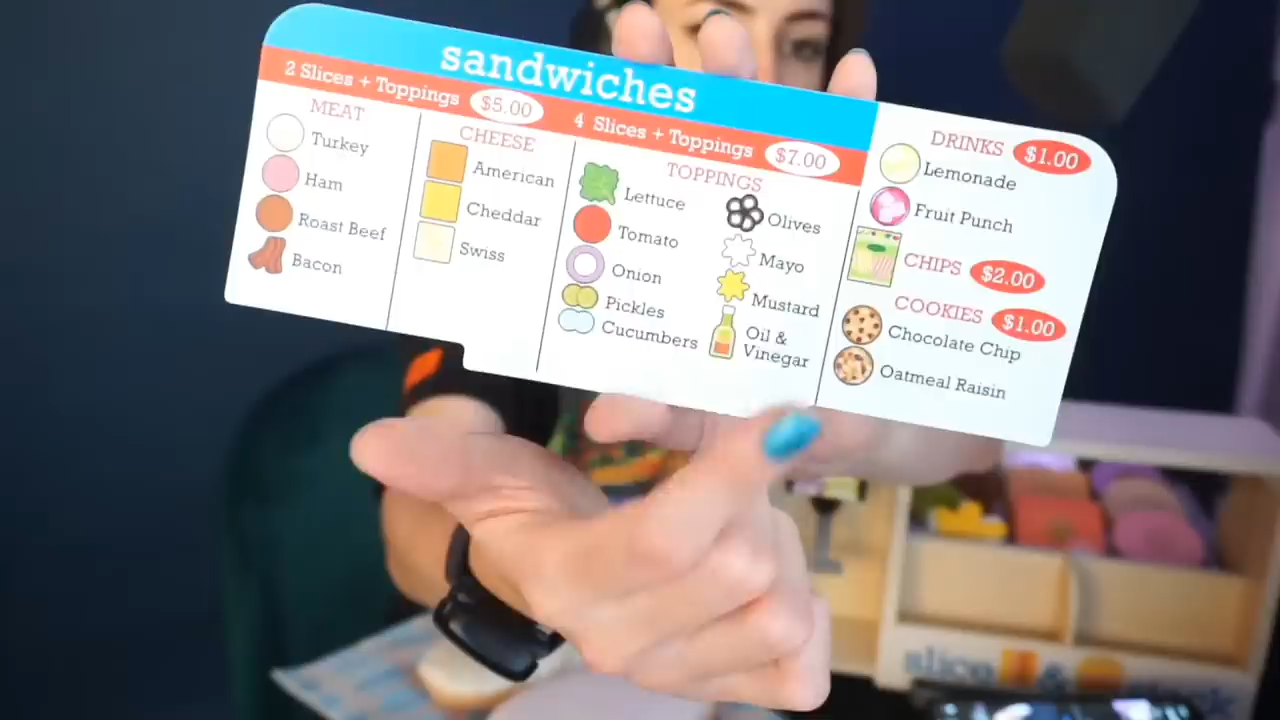 sandwiches
2 Slices + Toppings $5.00
4 Slices + Toppings $7.00
MEAT
Turkey
Ham
Roast Beef
Bacon
CHEESE
American
Cheddar
Swiss
TOPPINGS
Lettuce
Tomato
Onion
Pickles
Cucumbers
Olives
Mayo
Mustard
Oil &
Vinegar
DRINKS $1.00
Lemonade
Fruit Punch
CHIPS $2.00
COOKIES $1.00
Chocolate Chip
Oatmeal Raisin
slice &